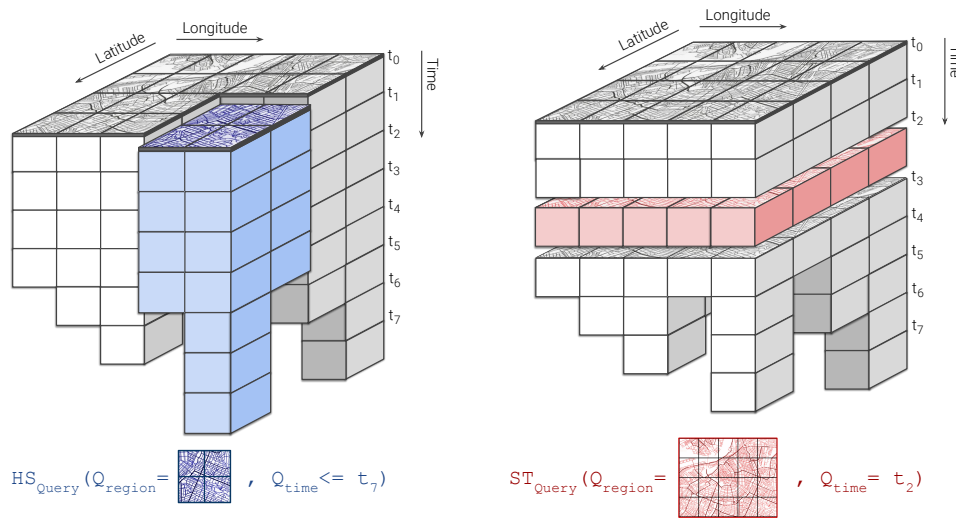 Longitude
Latitude
Time
t0
t1
t2
t3
t4
t5
t6
t7
Longitude
Latitude
Time
t0
t1
t2
t3
t4
t5
t6
t7
HSQuery(Qregion= , Qtime<= t7)
STQuery(Qregion= , Qtime= t2)